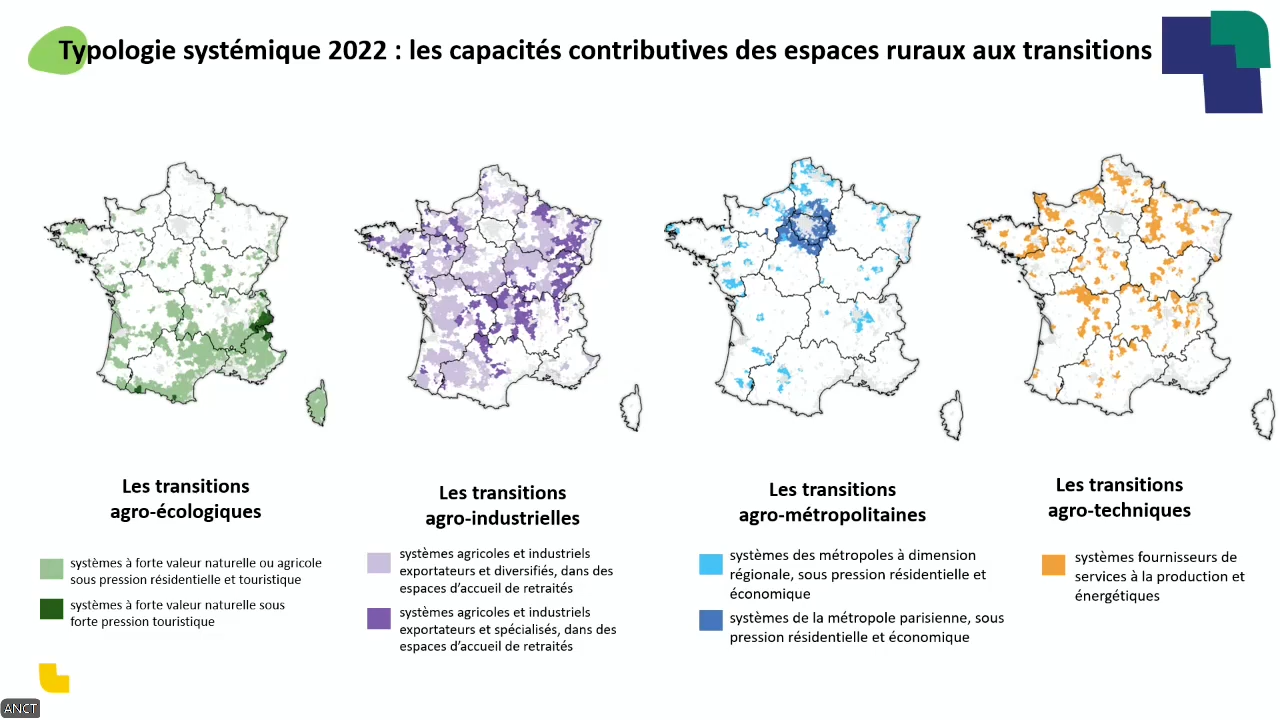 Typologie systémique 2022 : les capacités contributives des espaces ruraux aux transitions
Les transitions
agro-écologiques
systèmes à forte valeur naturelle ou agricole
sous pression résidentielle et touristique
systèmes à forte valeur naturelle sous
forte pression touristique
Les transitions
agro-industrielles
systèmes agricoles et industriels
exportateurs et diversifiés, dans des
espaces d'accueil de retraités
systèmes agricoles et industriels
exportateurs et spécialisés, dans des
espaces d'accueil de retraités
Les transitions
agro-métropolitaines
systèmes des métropoles à dimension
régionale, sous pression résidentielle et
économique
systèmes de la métropole parisienne, sous
pression résidentielle et économique
Les transitions
agro-techniques
systèmes fournisseurs de
services à la production et
énergétiques
ANCT